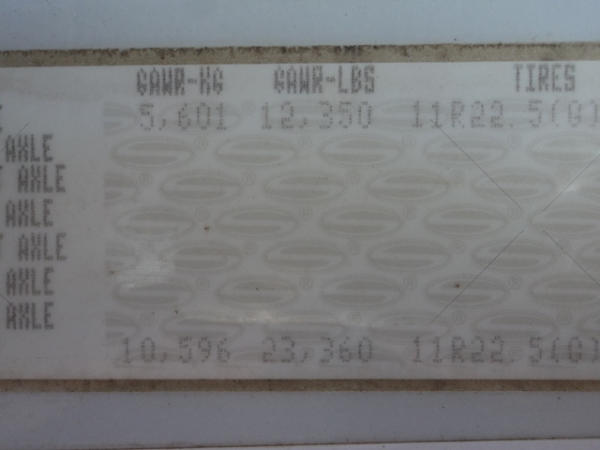 GAWR-KG GAWR-LBS TIRES
5,601 12,350 11R22.5(G)
AXLE
AXLE
AXLE
AXLE
AXLE
AXLE
10,596 23,360 11R22.5(G)